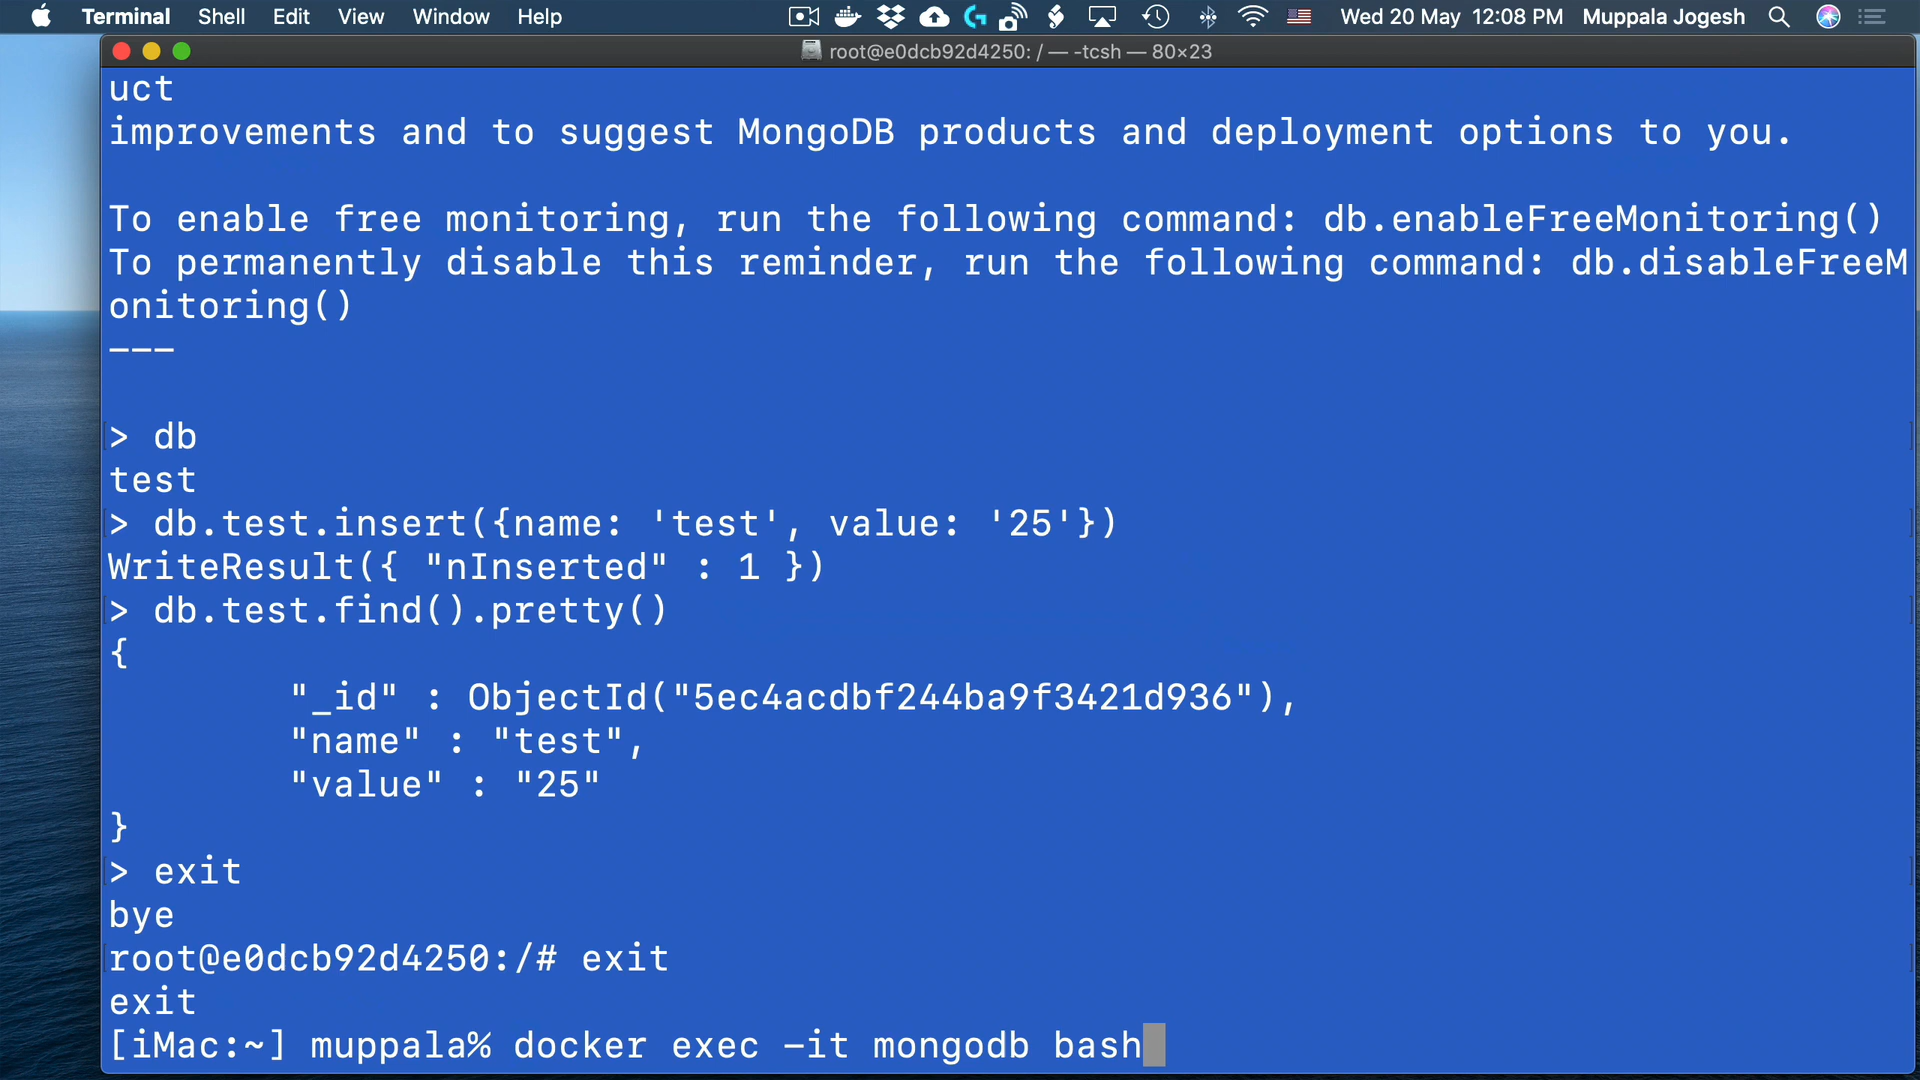 Terminal Shell Edit View Window Help Wed 20 May 12:08 PM Muppala Jogesh
root@e0dcb92d4250: / — -tcsh — 80×23
uct
improvements and to suggest MongoDB products and deployment options to you.
To enable free monitoring, run the following command: db.enableFreeMonitoring()
To permanently disable this reminder, run the following command: db.disableFreeM
onitoring()
---
> db
test
> db.test.insert({name: 'test', value: '25'})
WriteResult({ "nInserted" : 1 })
> db.test.find().pretty()
{
"_id" : ObjectId("5ec4acdbf244ba9f3421d936"),
"name" : "test",
"value" : "25"
}
> exit
bye
root@e0dcb92d4250:/# exit
exit
[iMac:~] muppala% docker exec -it mongodb bash